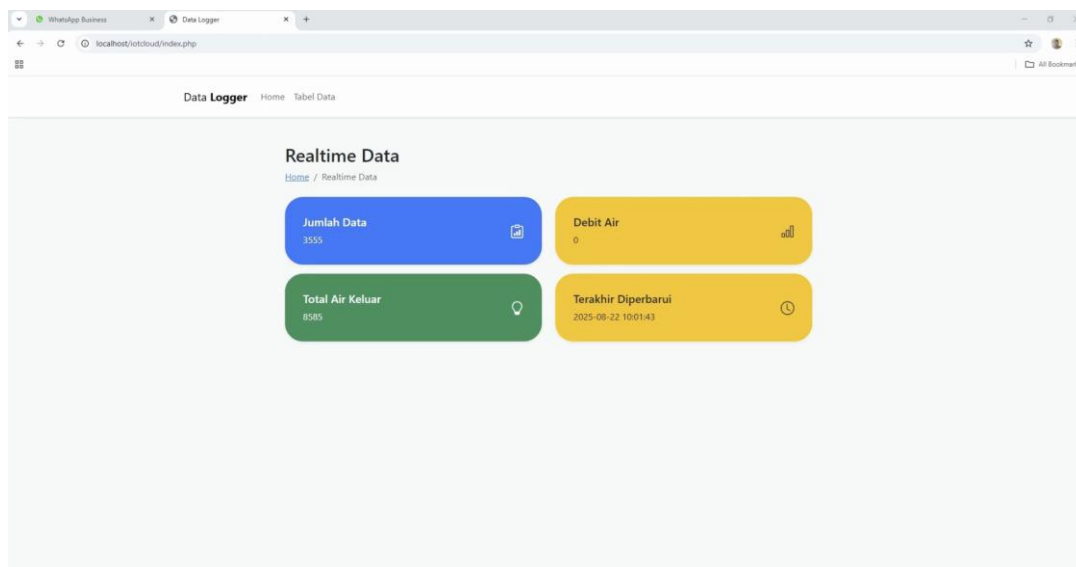 WhatsApp Business
Data Logger
localhost/iotcloud/index.php
All Bookmark
Data Logger Home Tabel Data
Realtime Data
Home / Realtime Data
Jumlah Data
3555
Debit Air
0
Total Air Keluar
8585
Terakhir Diperbarui
2025-08-22 10:01:43